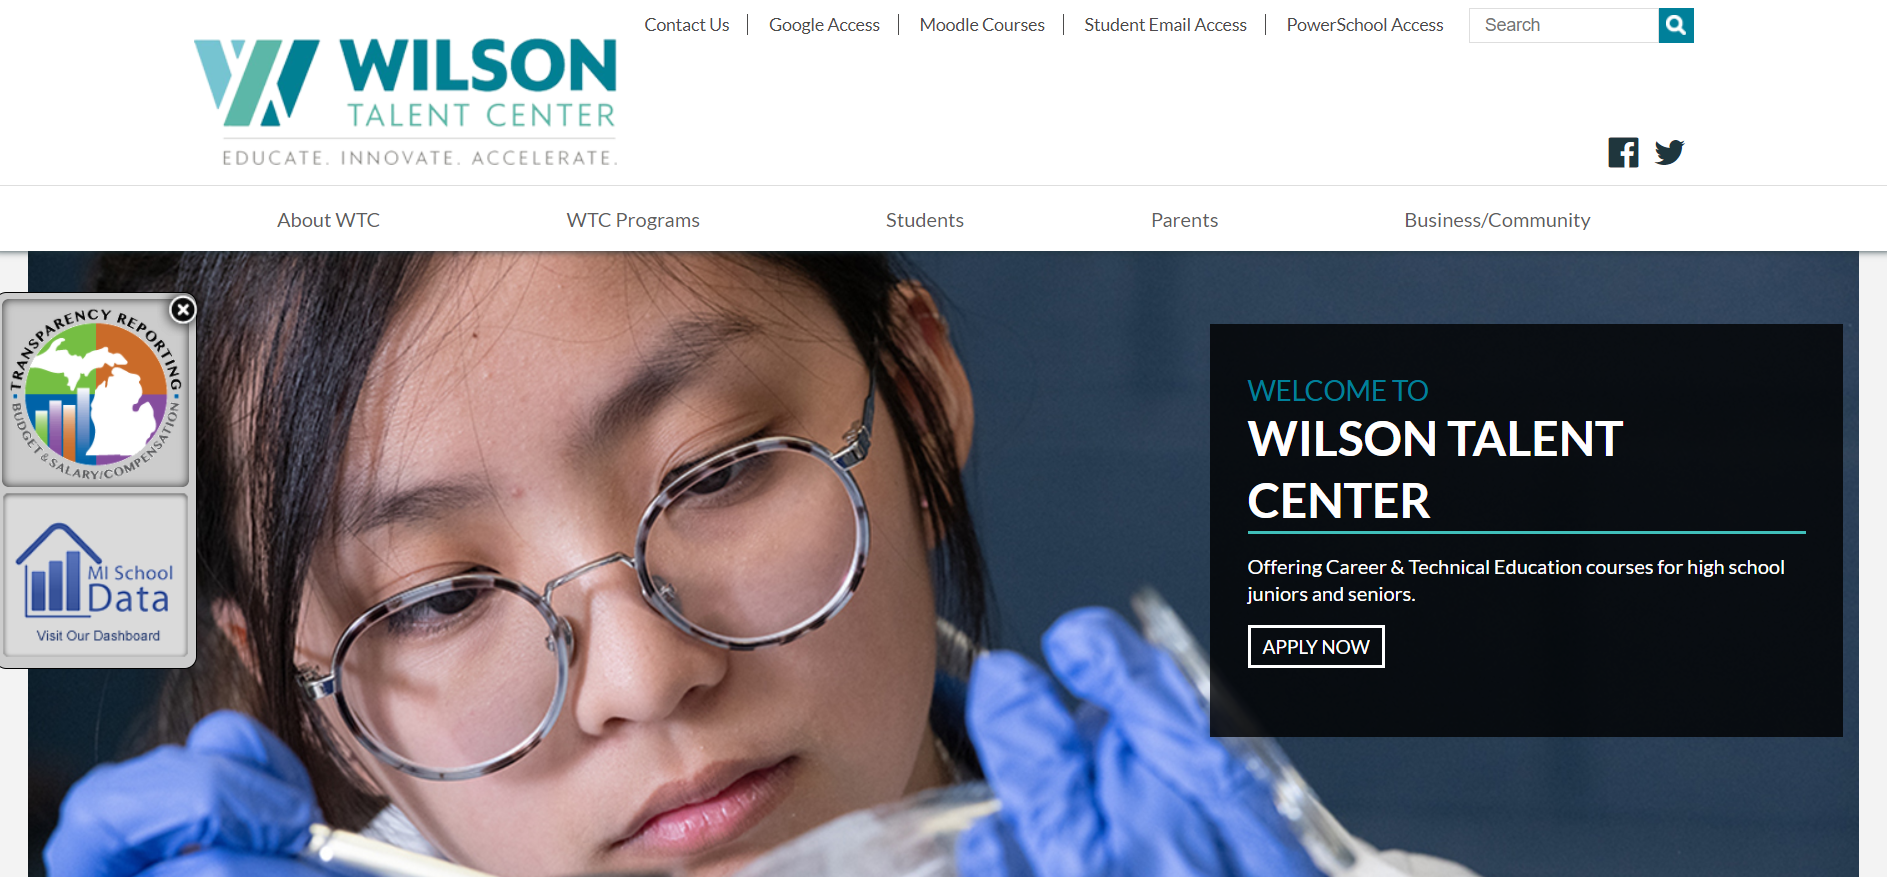 Contact Us
Google Access
Moodle Courses
Student Email Access
PowerSchool Access
Search
WILSON
TALENT CENTER
EDUCATE. INNOVATE. ACCELERATE.
About WTC
WTC Programs
Students
Parents
Business/Community
TRANSPARENCY REPORTING
BUDGET & SALARY/COMPENSATION
MI School
Data
Visit Our Dashboard
WELCOME TO
WILSON TALENT
CENTER
Offering Career & Technical Education courses for high school
juniors and seniors.
APPLY NOW